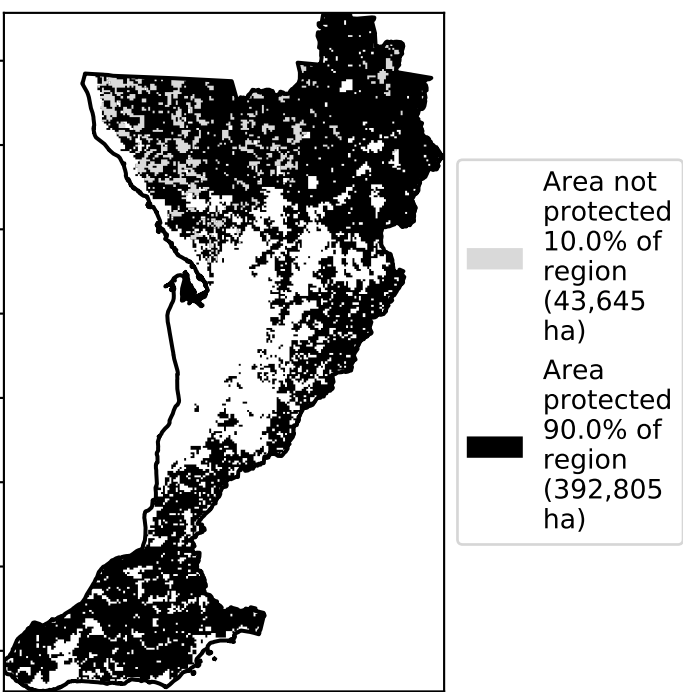 Area not
protected
10.0% of
region
(43,645
ha)
Area
protected
90.0% of
region
(392,805
ha)